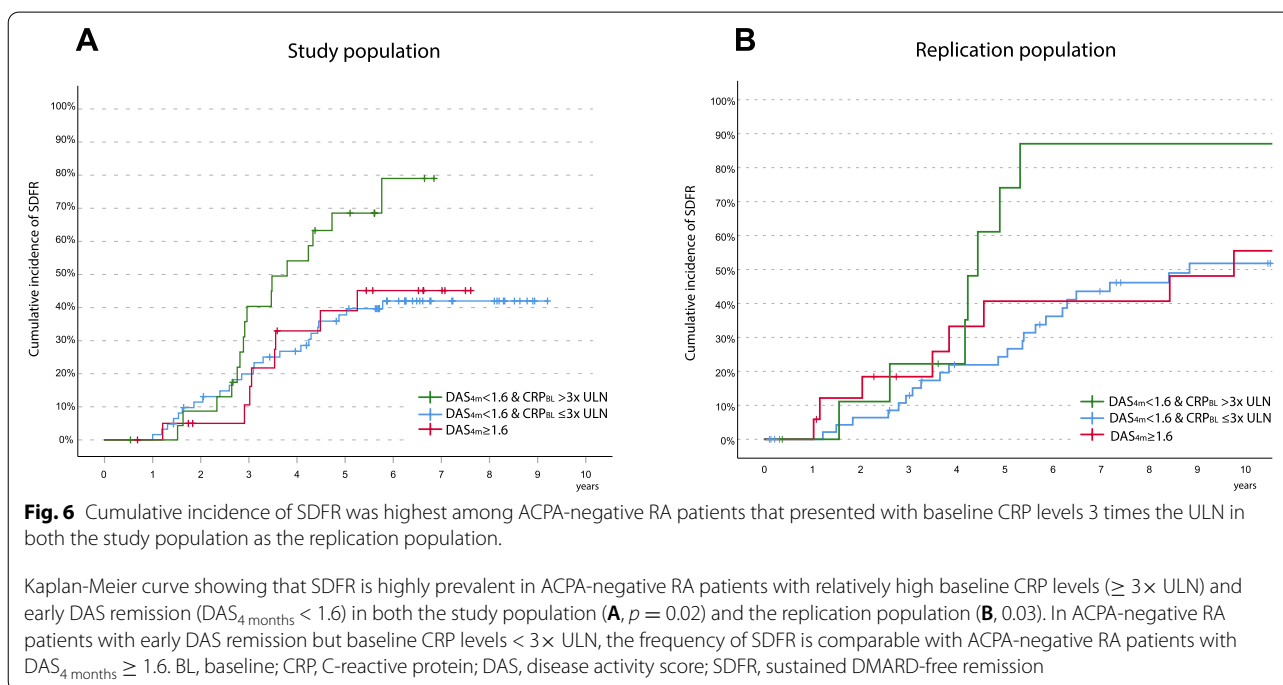 A
Study population
Cumulative incidence of SDFR
100%
90%
80%
70%
60%
50%
40%
30%
20%
10%
0%
0 1 2 3 4 5 6 7 8 9 10
years
DAS4m<1.6 & CRPBL >3x ULN
DAS4m<1.6 & CRPBL ≤3x ULN
DAS4m≥1.6
B
Replication population
Cumulative incidence of SDFR
100%
90%
80%
70%
60%
50%
40%
30%
20%
10%
0%
0 1 2 3 4 5 6 7 8 9 10
years
DAS4m<1.6 & CRPBL >3x ULN
DAS4m<1.6 & CRPBL ≤3x ULN
DAS4m≥1.6
Fig. 6 Cumulative incidence of SDFR was highest among ACPA-negative RA patients that presented with baseline CRP levels 3 times the ULN in
both the study population as the replication population.
Kaplan-Meier curve showing that SDFR is highly prevalent in ACPA-negative RA patients with relatively high baseline CRP levels (≥ 3× ULN) and
early DAS remission (DAS4 months < 1.6) in both the study population (A, p = 0.02) and the replication population (B, 0.03). In ACPA-negative RA
patients with early DAS remission but baseline CRP levels < 3× ULN, the frequency of SDFR is comparable with ACPA-negative RA patients with
DAS4 months ≥ 1.6. BL, baseline; CRP, C-reactive protein; DAS, disease activity score; SDFR, sustained DMARD-free remission